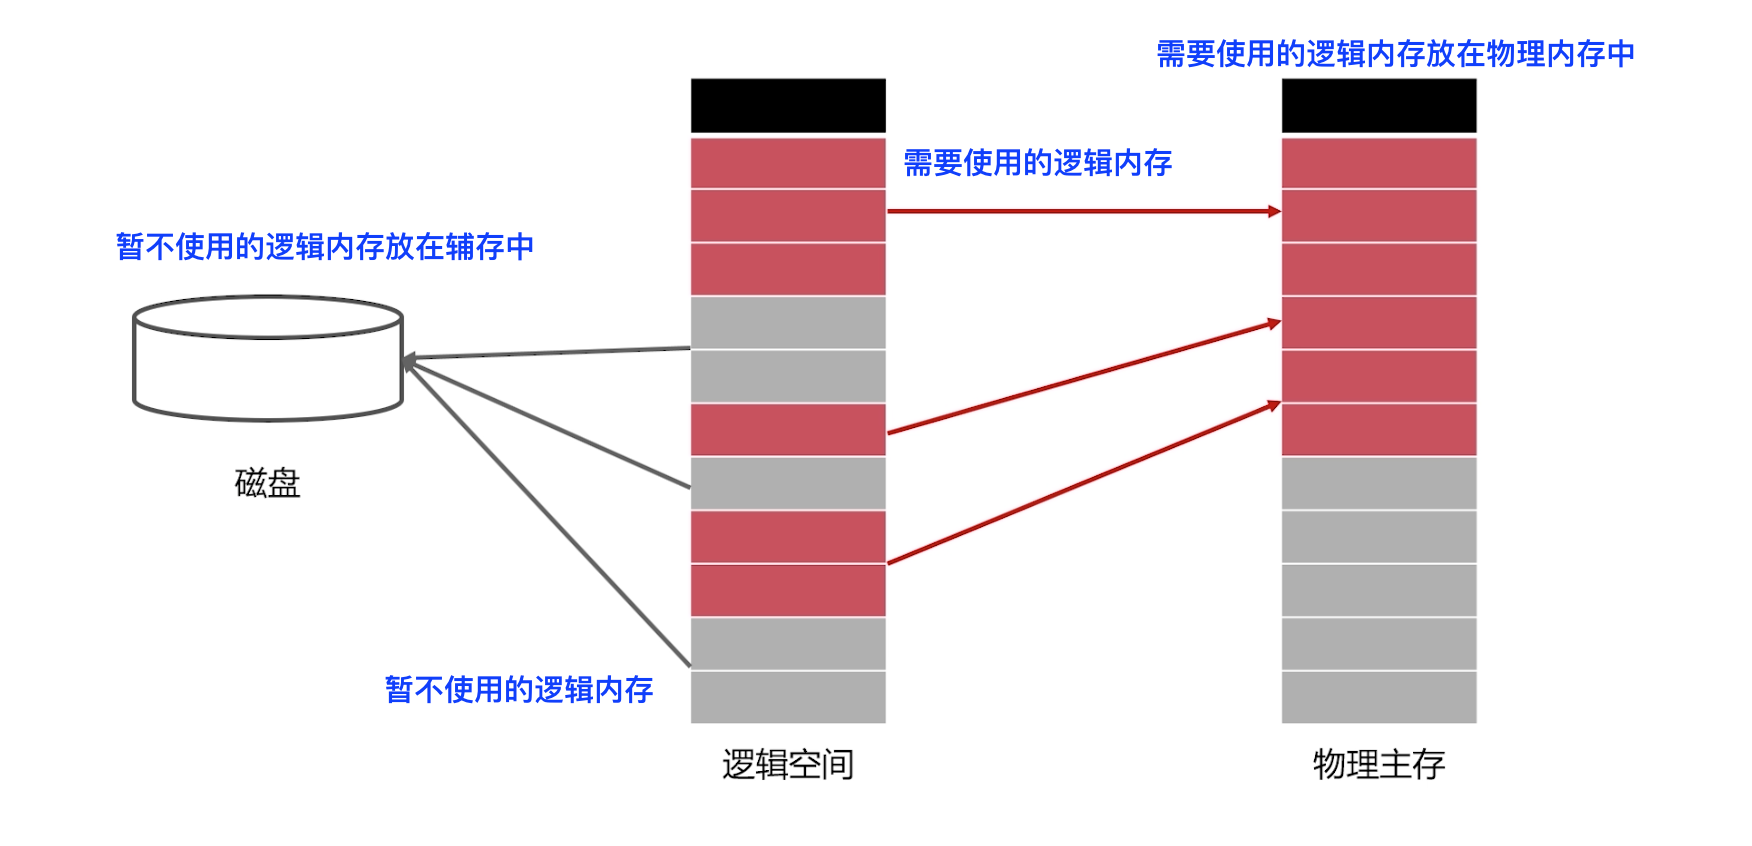 需要使用的逻辑内存放在物理内存中
需要使用的逻辑内存
暂不使用的逻辑内存放在辅存中
磁盘
暂不使用的逻辑内存
逻辑空间
物理主存